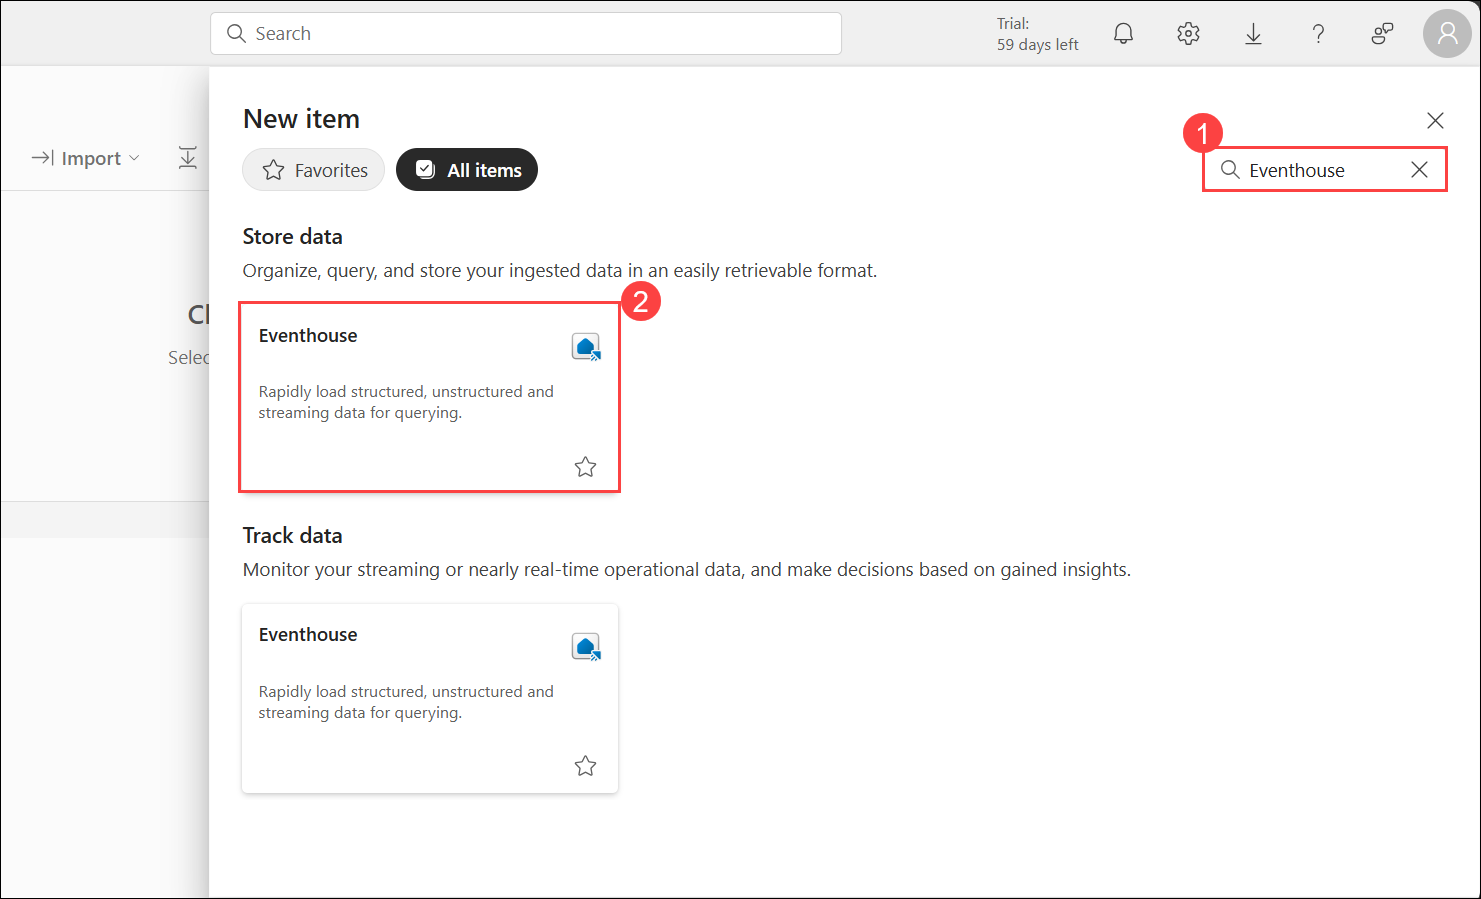 Search
Trial:
59 days left
New item
1
Import
Favorites
All items
Eventhouse
Store data
Organize, query, and store your ingested data in an easily retrievable format.
2
Eventhouse
Rapidly load structured, unstructured and
streaming data for querying.
Track data
Monitor your streaming or nearly real-time operational data, and make decisions based on gained insights.
Eventhouse
Rapidly load structured, unstructured and
streaming data for querying.